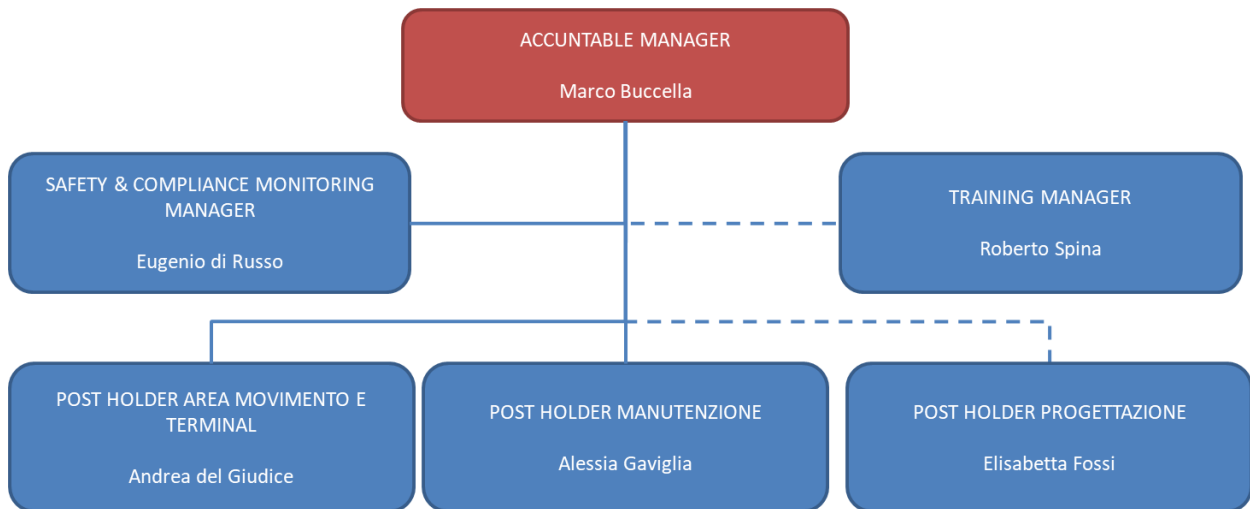 ACCUNTABLE MANAGER
Marco Buccella
SAFETY & COMPLIANCE MONITORING
MANAGER
Eugenio di Russo
TRAINING MANAGER
Roberto Spina
POST HOLDER AREA MOVIMENTO E
TERMINAL
Andrea del Giudice
POST HOLDER MANUTENZIONE
Alessia Gaviglia
POST HOLDER PROGETTAZIONE
Elisabetta Fossi